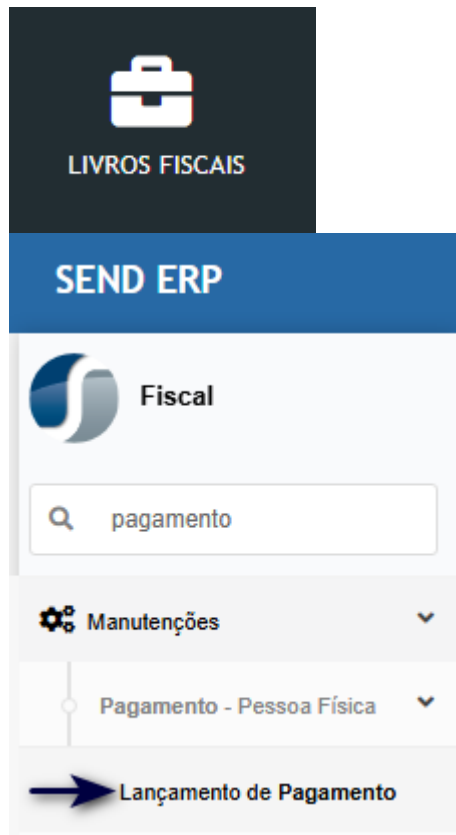 LIVROS FISCAIS
SEND ERP
Fiscal
pagamento
Manutenções
Pagamento - Pessoa Física
Lançamento de Pagamento